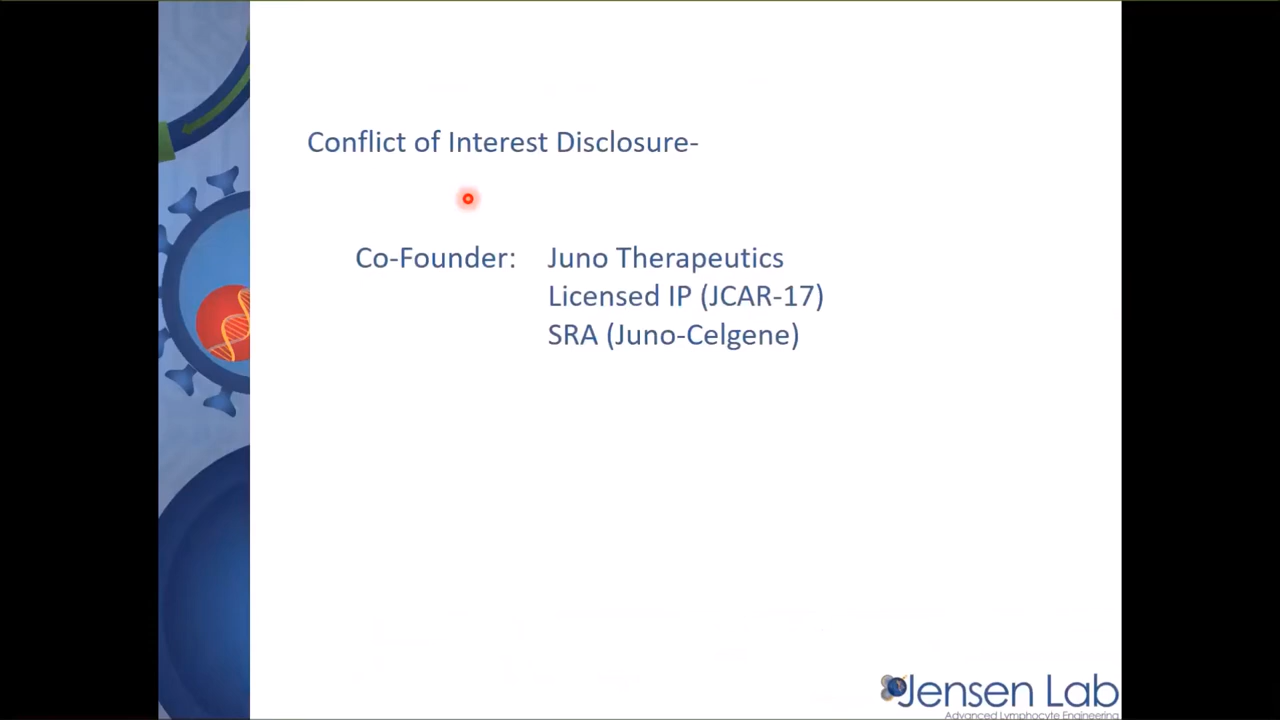 Conflict of Interest Disclosure-
Co-Founder: Juno Therapeutics
Licensed IP (JCAR-17)
SRA (Juno-Celgene)
Jensen Lab
Advanced Lymphocyte Engineering